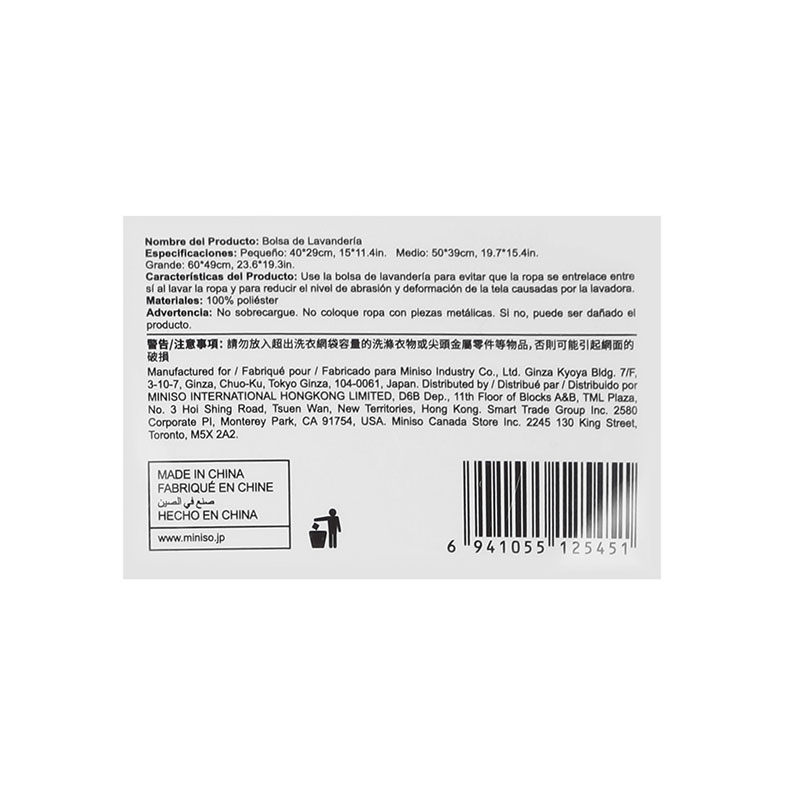 Nombre del Producto: Bolsa de Lavandería
Especificaciones: Pequeño: 40*29cm, 15*11.4in. Medio: 50*39cm, 19.7*15.4in.
Grande: 60*49cm, 23.6*19.3in.
Características del Producto: Use la bolsa de lavandería para evitar que la ropa se entrelace entre
sí al lavar la ropa y para reducir el nivel de abrasión y deformación de la tela causadas por la lavadora.
Materiales: 100% poliéster
Advertencia: No sobrecargue. No coloque ropa con piezas metálicas. Si no, puede ser dañado el
producto.
警告/注意事項: 請勿放入超出洗衣網袋容量的洗滌衣物或尖頭金屬零件等物品, 否則可能引起網面的
破損
Manufactured for / Fabriqué pour / Fabricado para Miniso Industry Co., Ltd. Ginza Kyoya Bldg. 7/F,
3-10-7, Ginza, Chuo-Ku, Tokyo Ginza, 104-0061, Japan. Distributed by / Distribué par / Distribuido por
MINISO INTERNATIONAL HONGKONG LIMITED, D6B Dep., 11th Floor of Blocks A&B, TML Plaza,
No. 3 Hoi Shing Road, Tsuen Wan, New Territories, Hong Kong. Smart Trade Group Inc. 2580
Corporate Pl, Monterey Park, CA 91754, USA. Miniso Canada Store Inc. 2245 130 King Street,
Toronto, M5X 2A2.
MADE IN CHINA
FABRIQUÉ EN CHINE
صنع في الصين
HECHO EN CHINA
www.miniso.jp
6 941055 125451